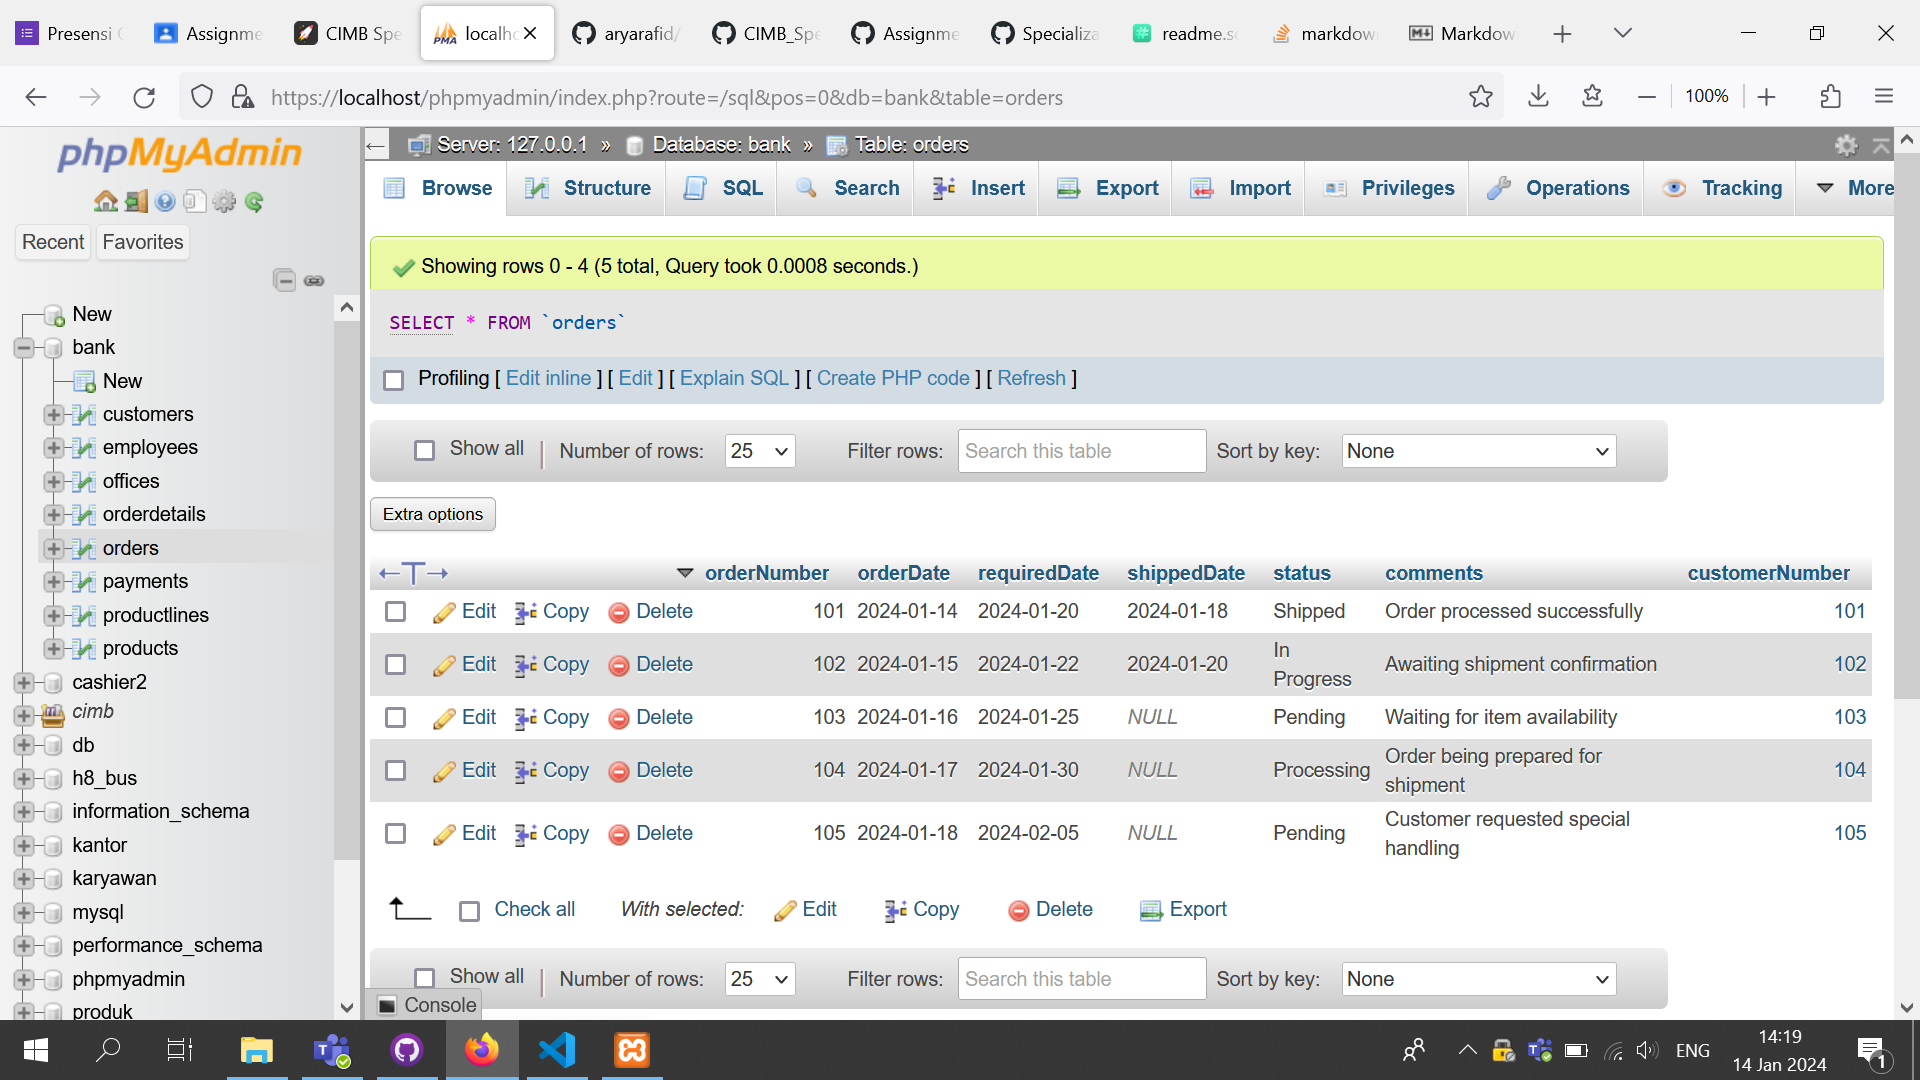 Presensi
Assignme
CIMB Spe
localho
aryarafid/
CIMB_Spe
Assignme
Specializa
readme.so
markdow
Markdow
https://localhost/phpmyadmin/index.php?route=/sql&pos=0&db=bank&table=orders
100%
phpMyAdmin
Recent
Favorites
New
bank
New
customers
employees
offices
orderdetails
orders
payments
productlines
products
cashier2
cimb
db
h8_bus
information_schema
kantor
karyawan
mysql
performance_schema
phpmyadmin
produk
Server: 127.0.0.1 » Database: bank » Table: orders
Browse
Structure
SQL
Search
Insert
Export
Import
Privileges
Operations
Tracking
More
Showing rows 0 - 4 (5 total, Query took 0.0008 seconds.)
SELECT * FROM `orders`
Profiling [ Edit inline ] [ Edit ] [ Explain SQL ] [ Create PHP code ] [ Refresh ]
Show all | Number of rows: 25 Filter rows: Search this table Sort by key: None
Extra options
orderNumber orderDate requiredDate shippedDate status comments customerNumber
Edit Copy Delete 101 2024-01-14 2024-01-20 2024-01-18 Shipped Order processed successfully 101
Edit Copy Delete 102 2024-01-15 2024-01-22 2024-01-20 In Progress Awaiting shipment confirmation 102
Edit Copy Delete 103 2024-01-16 2024-01-25 NULL Pending Waiting for item availability 103
Edit Copy Delete 104 2024-01-17 2024-01-30 NULL Processing Order being prepared for shipment 104
Edit Copy Delete 105 2024-01-18 2024-02-05 NULL Pending Customer requested special handling 105
Check all With selected: Edit Copy Delete Export
Show all | Number of rows: 25 Filter rows: Search this table Sort by key: None
Console
ENG
14:19
14 Jan 2024
1